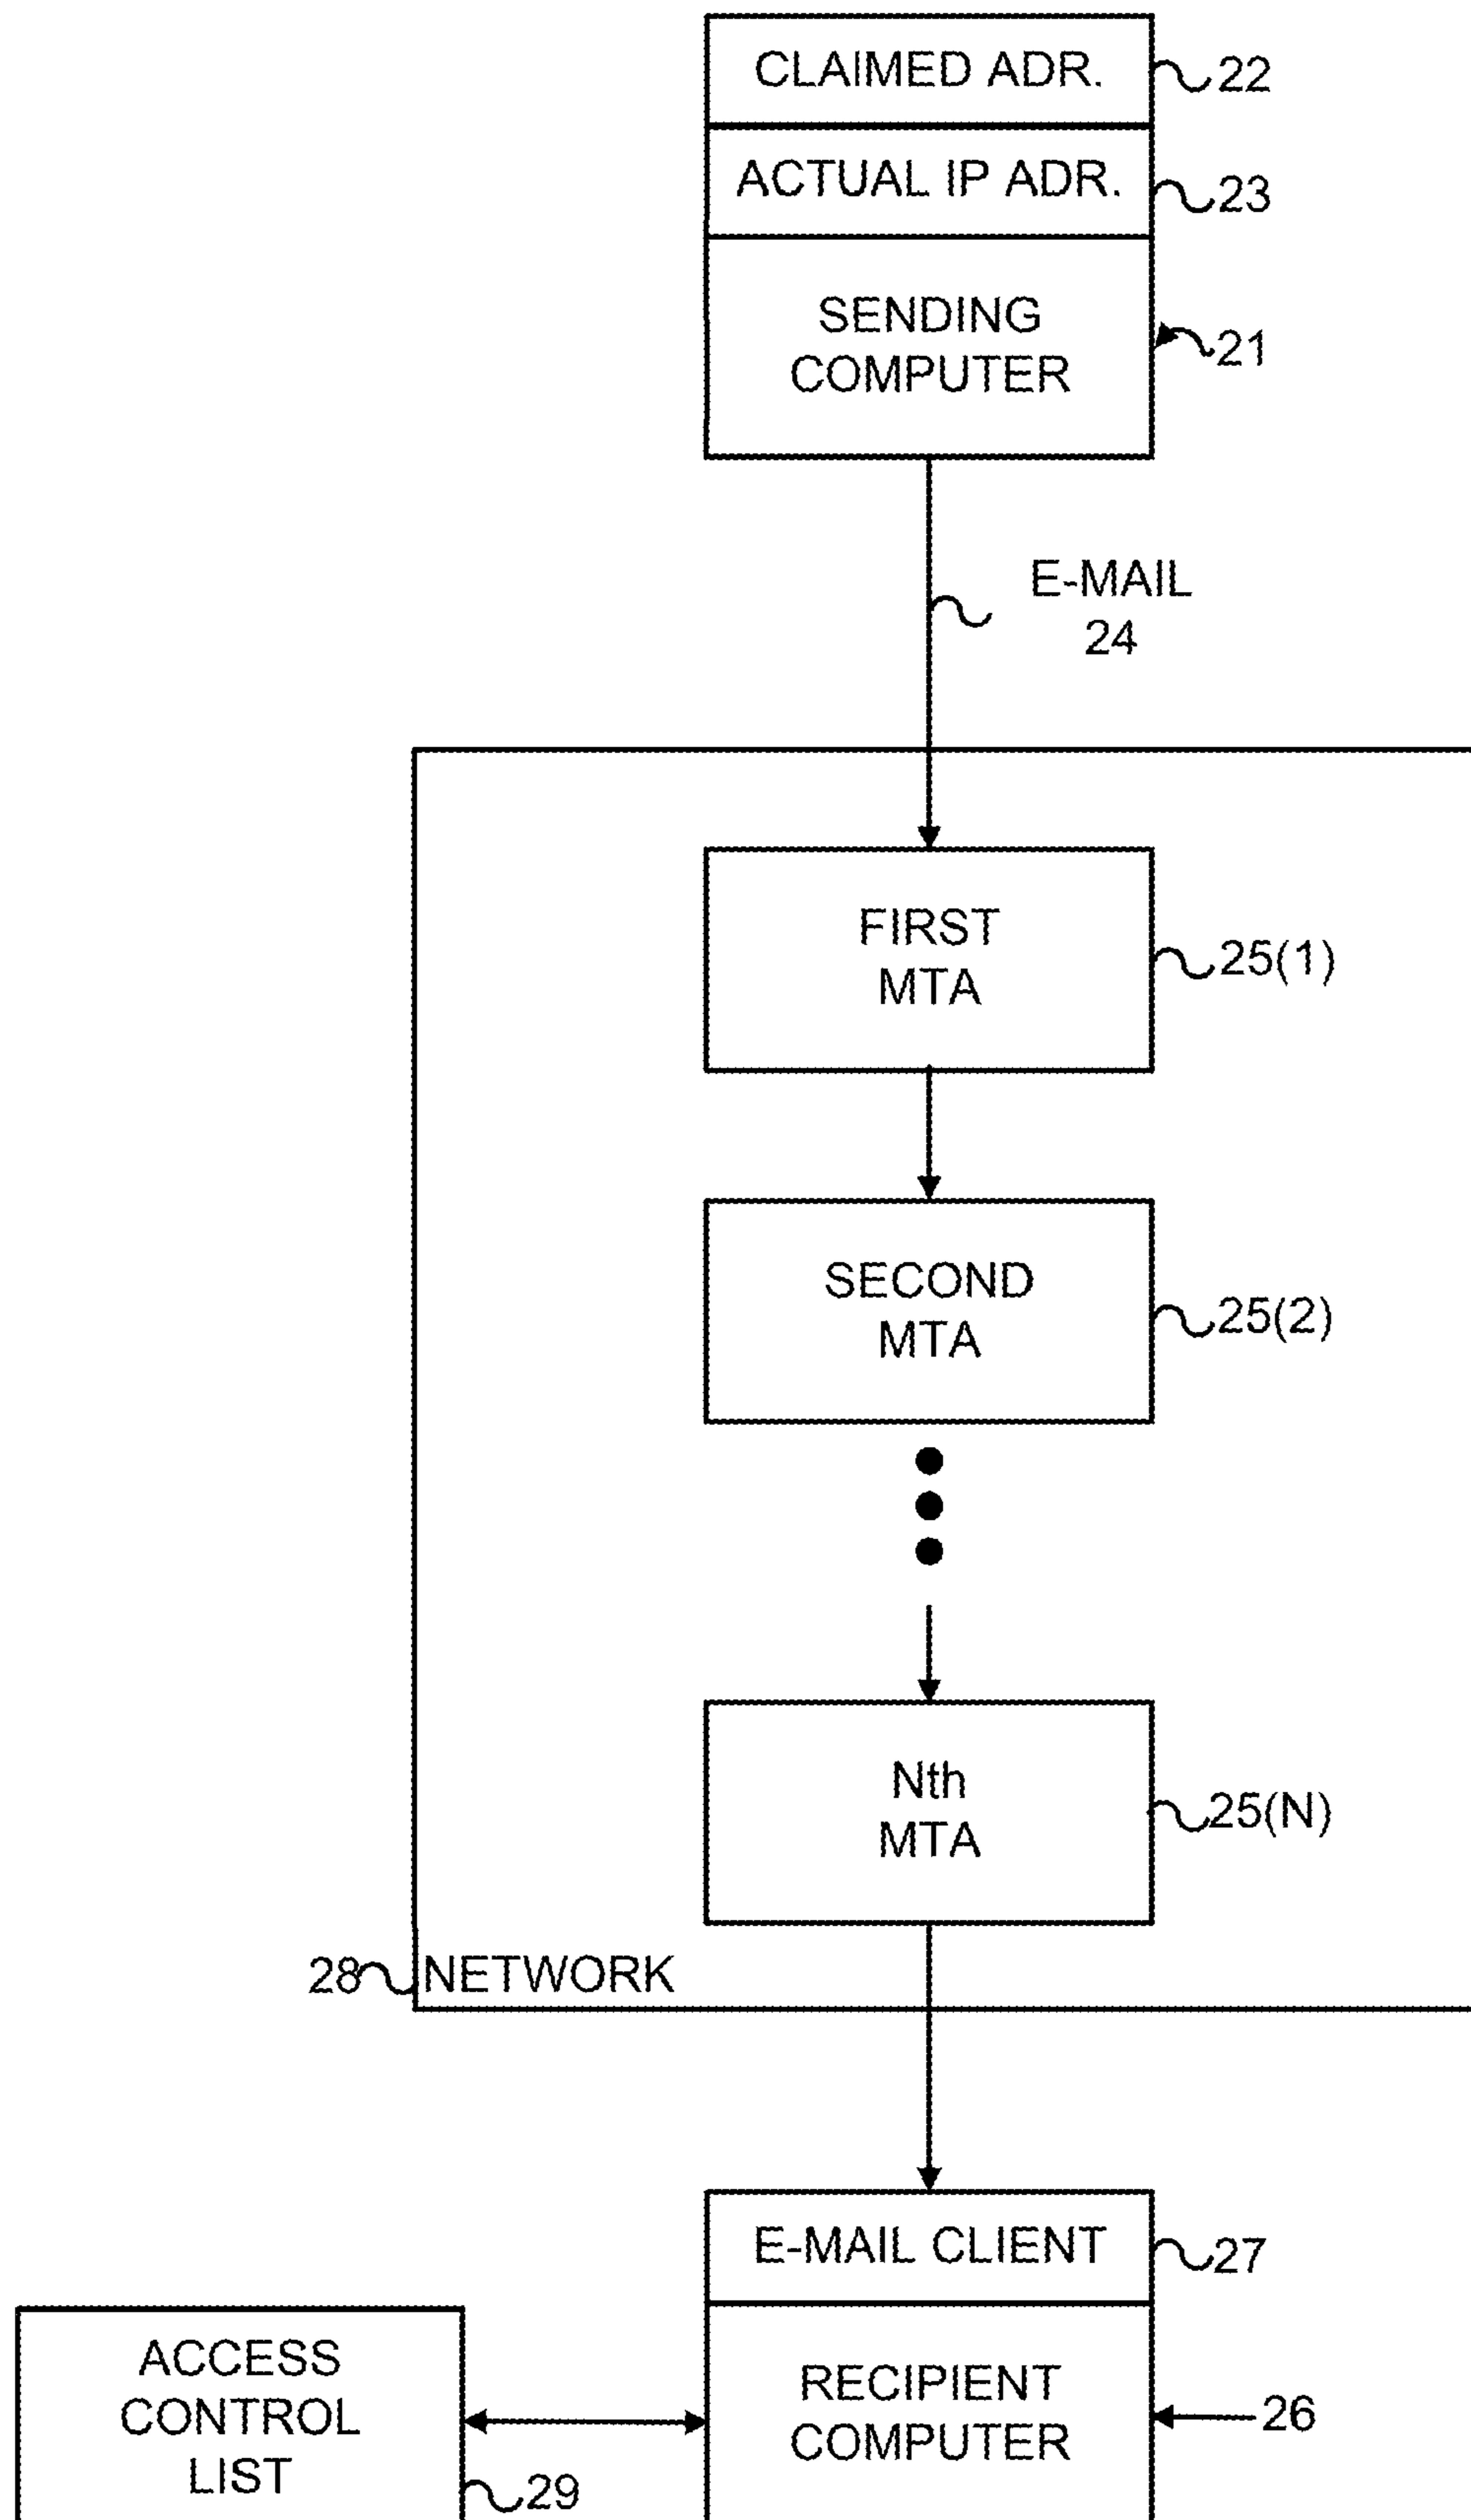 CLAIMED ADR.
22
ACTUAL IP ADR.
23
SENDING
COMPUTER
21
E-MAIL
24
FIRST
MTA
25(1)
SECOND
MTA
25(2)
Nth
MTA
25(N)
28
NETWORK
E-MAIL CLIENT
27
ACCESS
CONTROL
LIST
29
RECIPIENT
COMPUTER
26